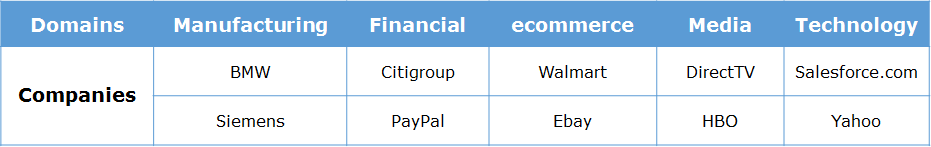 Domains Manufacturing Financial ecommerce Media Technology
BMW Citigroup Walmart DirectTV Salesforce.com
Companies
Siemens PayPal Ebay HBO Yahoo